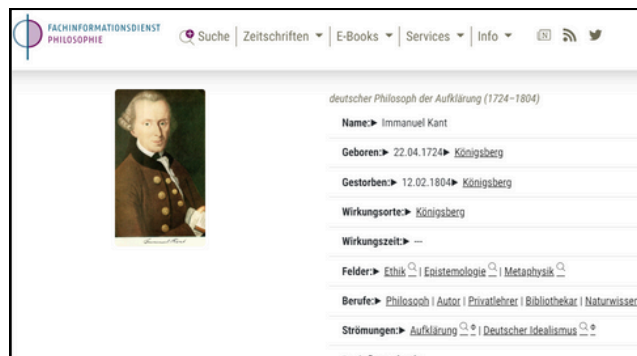 FACHINFORMATIONSDIENST
PHILOSOPHIE
Suche | Zeitschriften | E-Books | Services | Info
deutscher Philosoph der Aufklärung (1724–1804)
Name:► Immanuel Kant
Geboren:► 22.04.1724► Königsberg
Gestorben:► 12.02.1804► Königsberg
Wirkungsorte:► Königsberg
Wirkungszeit:► —
Felder:► Ethik | Epistemologie | Metaphysik
Berufe:► Philosoph | Autor | Privatlehrer | Bibliothekar | Naturwissen
Strömungen:► Aufklärung | Deutscher Idealismus